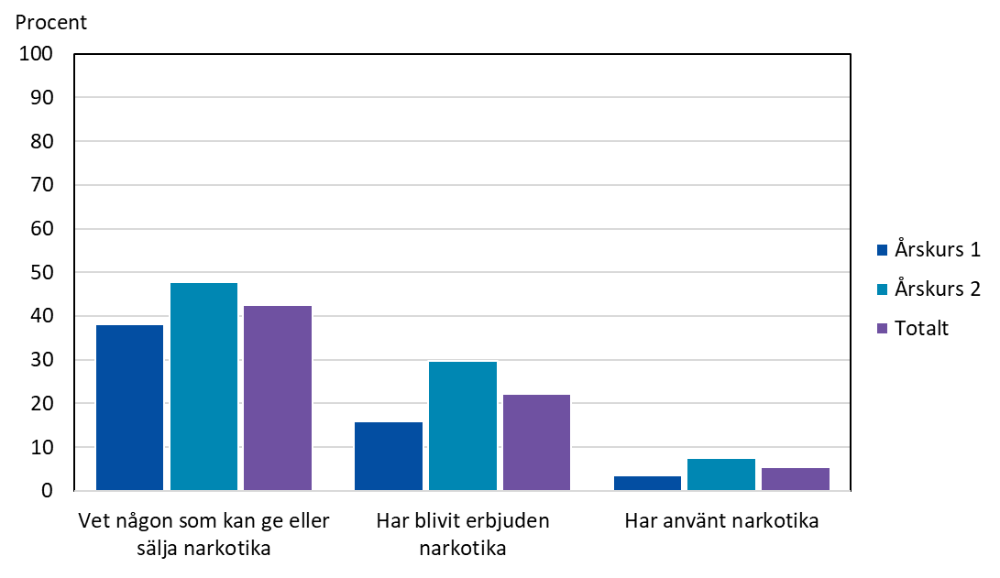 Procent
100
90
80
70
60
50
40
30
20
10
0
Vet någon som kan ge eller
sälja narkotika
Har blivit erbjuden
narkotika
Har använt narkotika
Årskurs 1
Årskurs 2
Totalt